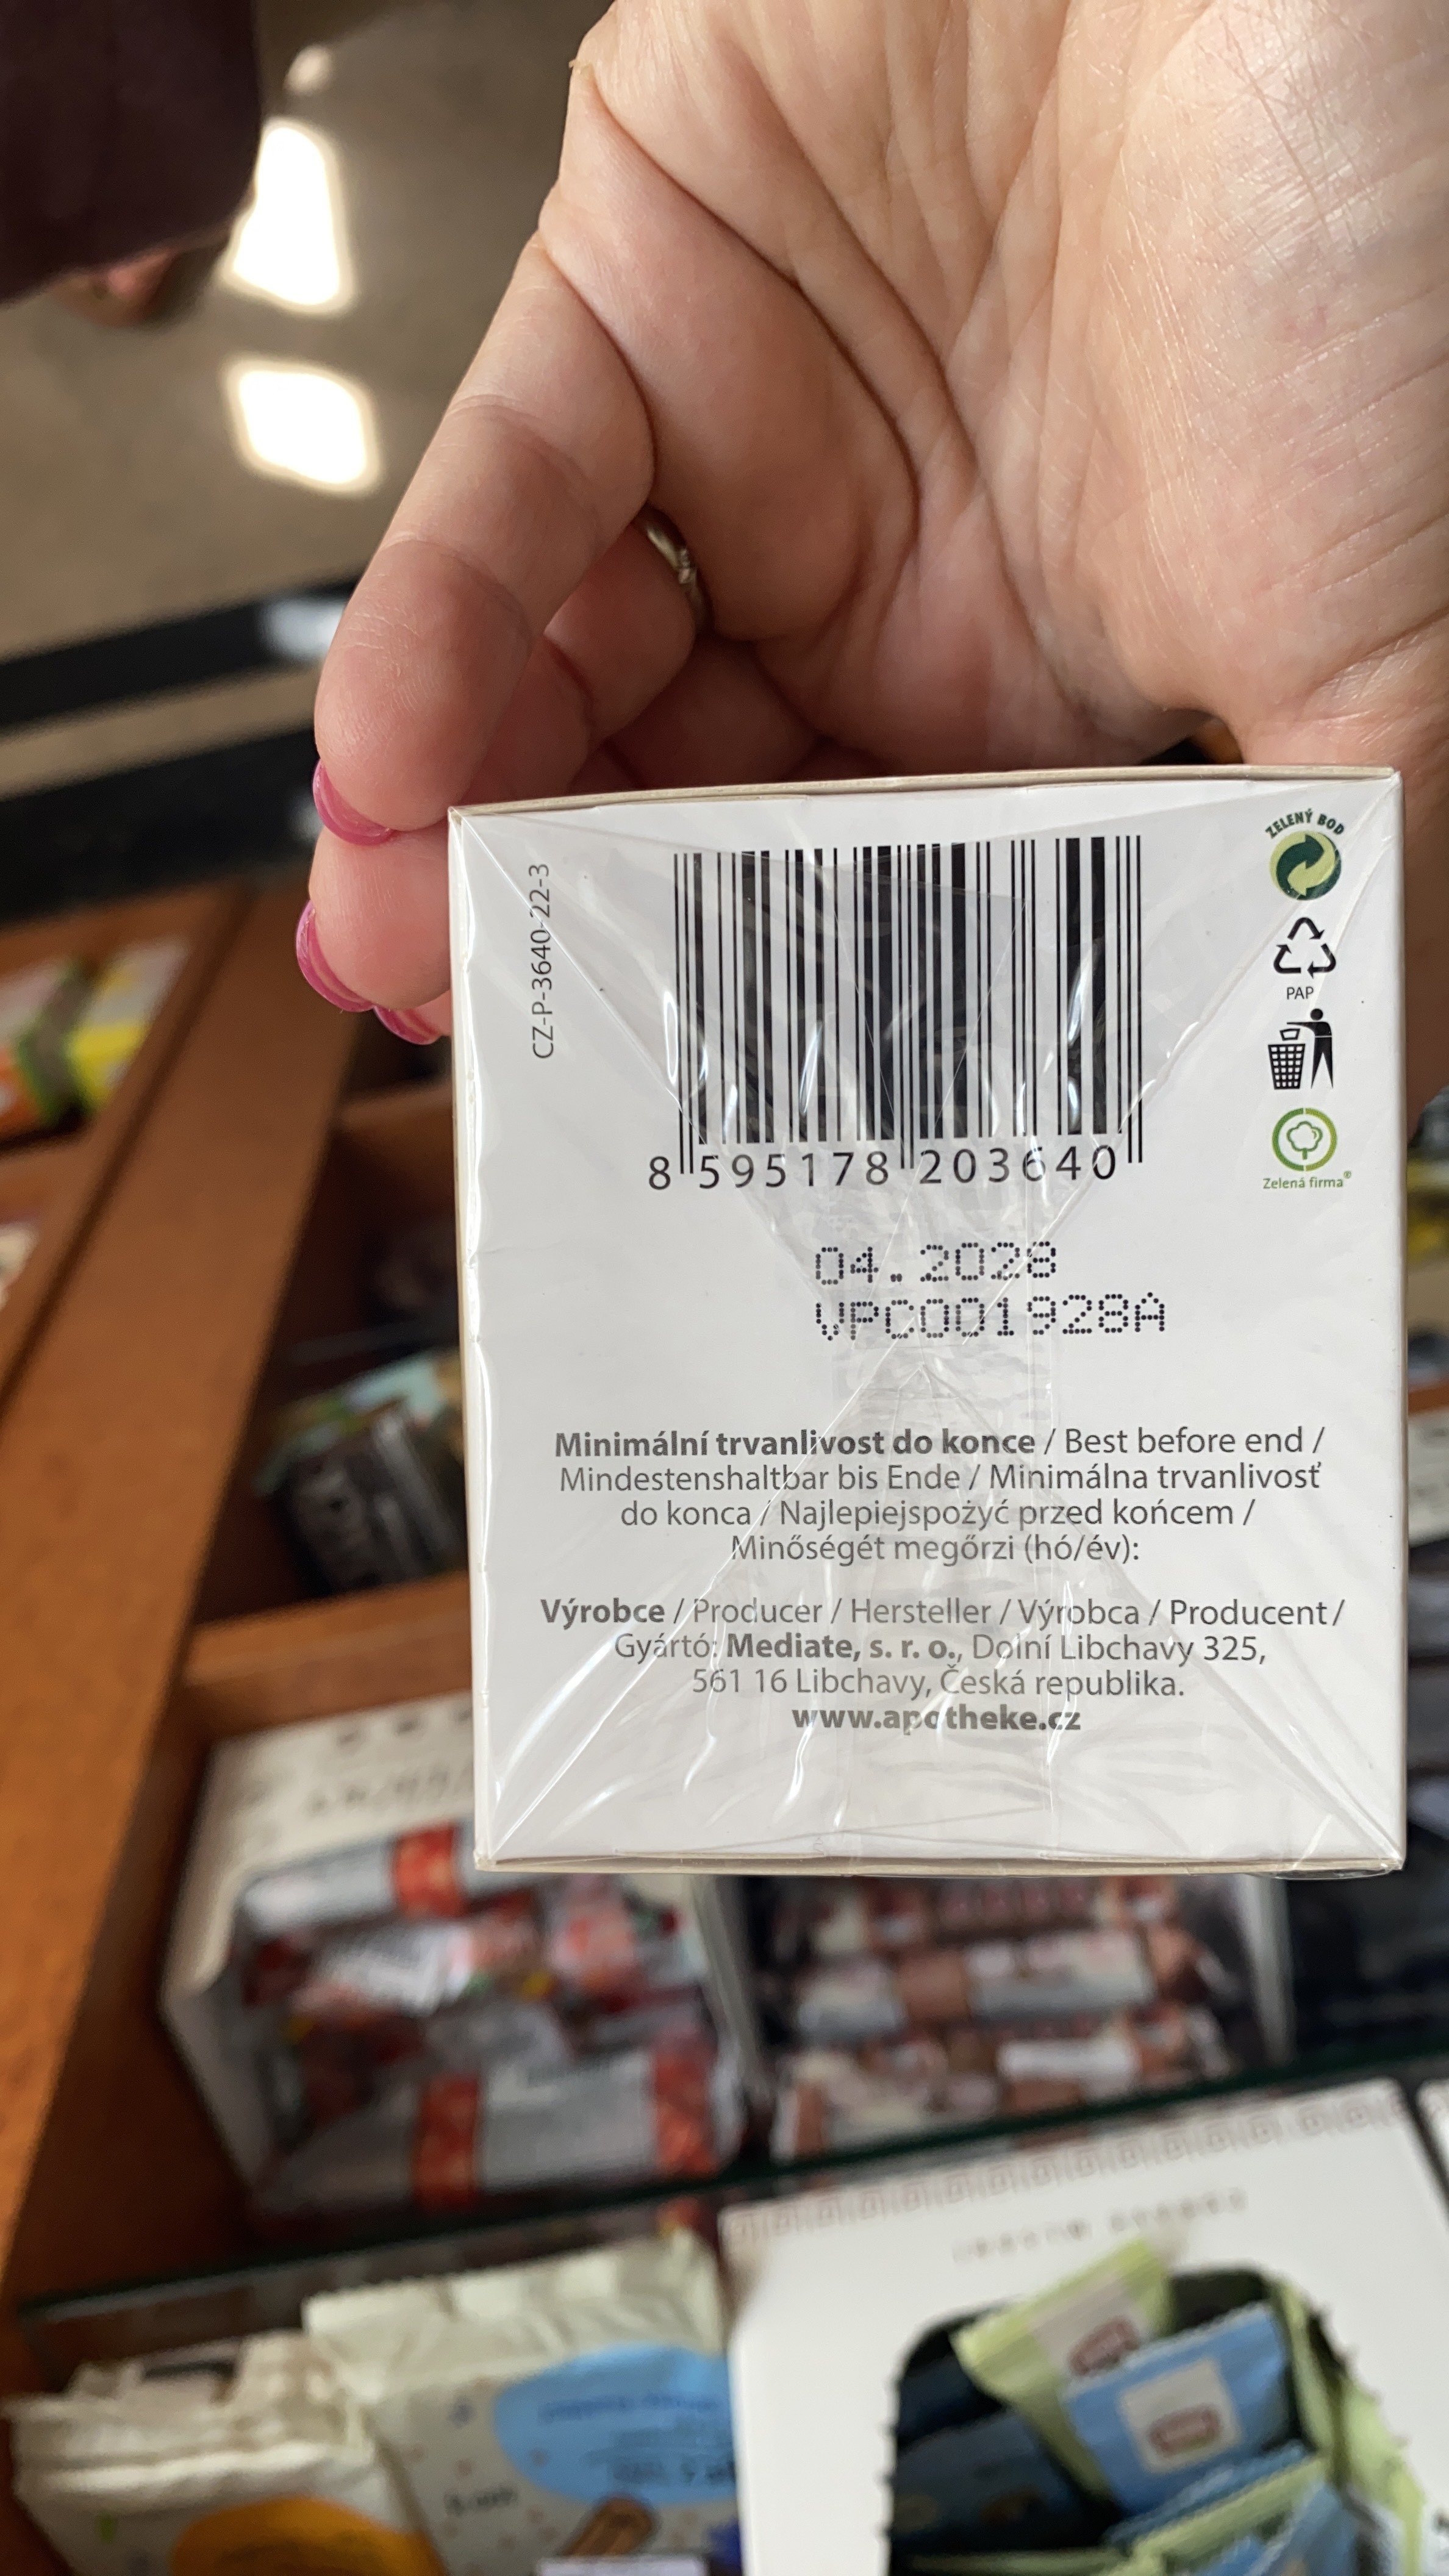 CZ-P-3640-22-3
8 595178 203640
ZELENÝ BOD
PAP
Zelená firma®
04.2028
VPC001928A
Minimální trvanlivost do konce / Best before end /
Mindestenshaltbar bis Ende / Minimálna trvanlivosť
do konca / Najlepiejspożyć przed końcem /
Minőségét megőrzi (hó/év):
Výrobce / Producer / Hersteller / Výrobca / Producent /
Gyártó: Mediate, s. r. o., Dolní Libchavy 325,
561 16 Libchavy, Česká republika.
www.apotheke.cz